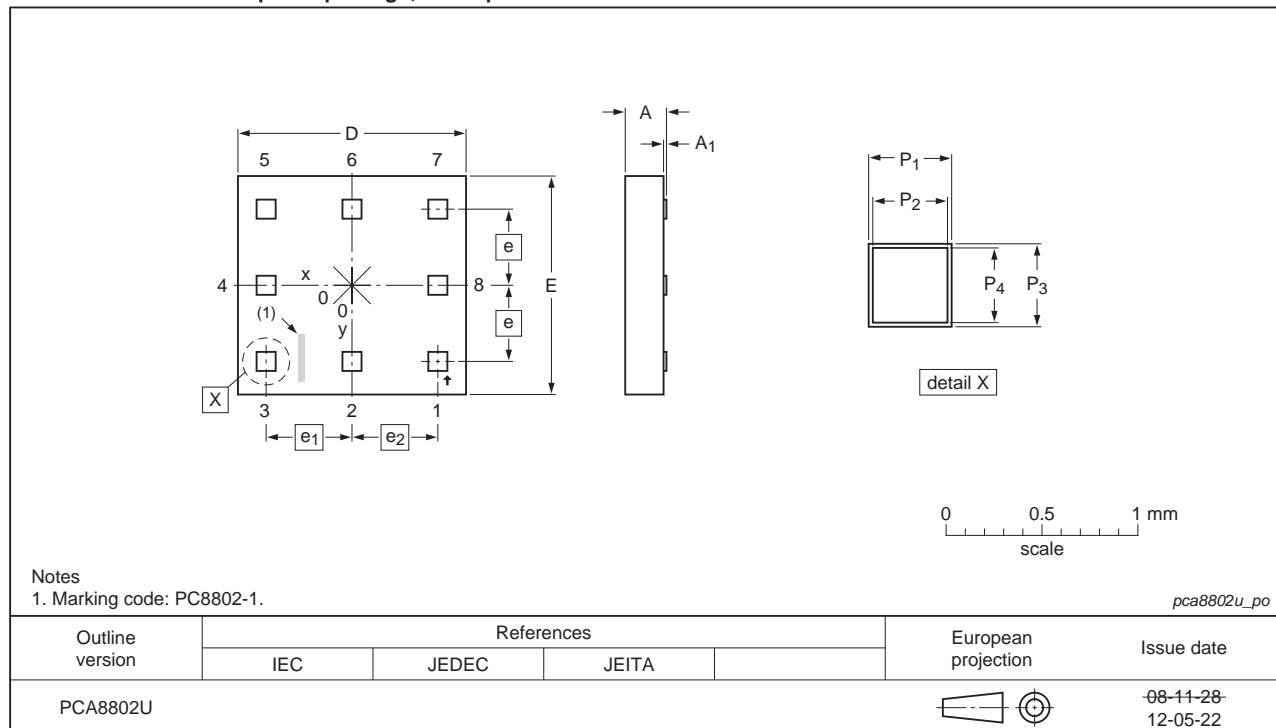 D
5 6 7
A
A1
P1
P2
e
x
4 0 8 E
0
y
(1)
e
P4 P3
X
detail X
3 2 1
e1 e2
0 0.5 1 mm
scale
Notes
1. Marking code: PC8802-1.
pca8802u_po
Outline version
References
European projection
Issue date
IEC JEDEC JEITA
PCA8802U
08-11-28
12-05-22